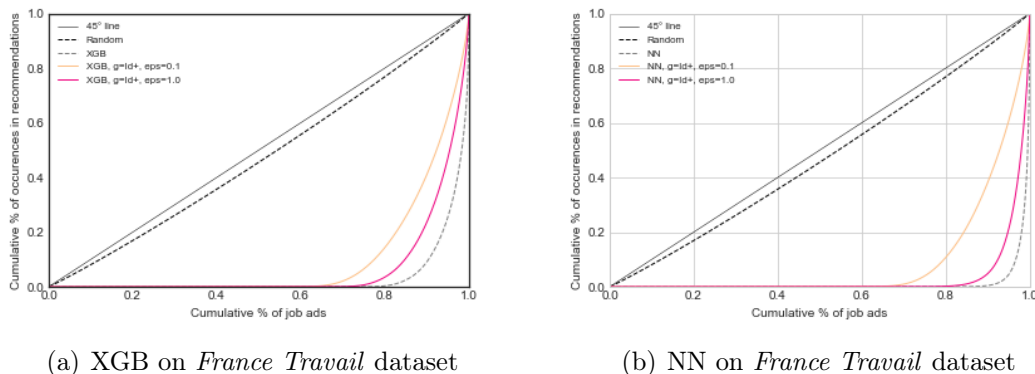 45° line
Random
XGB
XGB, g=Id+, eps=0.1
XGB, g=Id+, eps=1.0
Cumulative % of occurences in recommendations
1.0
0.8
0.6
0.4
0.2
0.0
0.0 0.2 0.4 0.6 0.8 1.0
Cumulative % of job ads
(a) XGB on France Travail dataset
45° line
Random
NN
NN, g=Id+, eps=0.1
NN, g=Id+, eps=1.0
Cumulative % of occurences in recommendations
1.0
0.8
0.6
0.4
0.2
0.0
0.0 0.2 0.4 0.6 0.8 1.0
Cumulative % of job ads
(b) NN on France Travail dataset